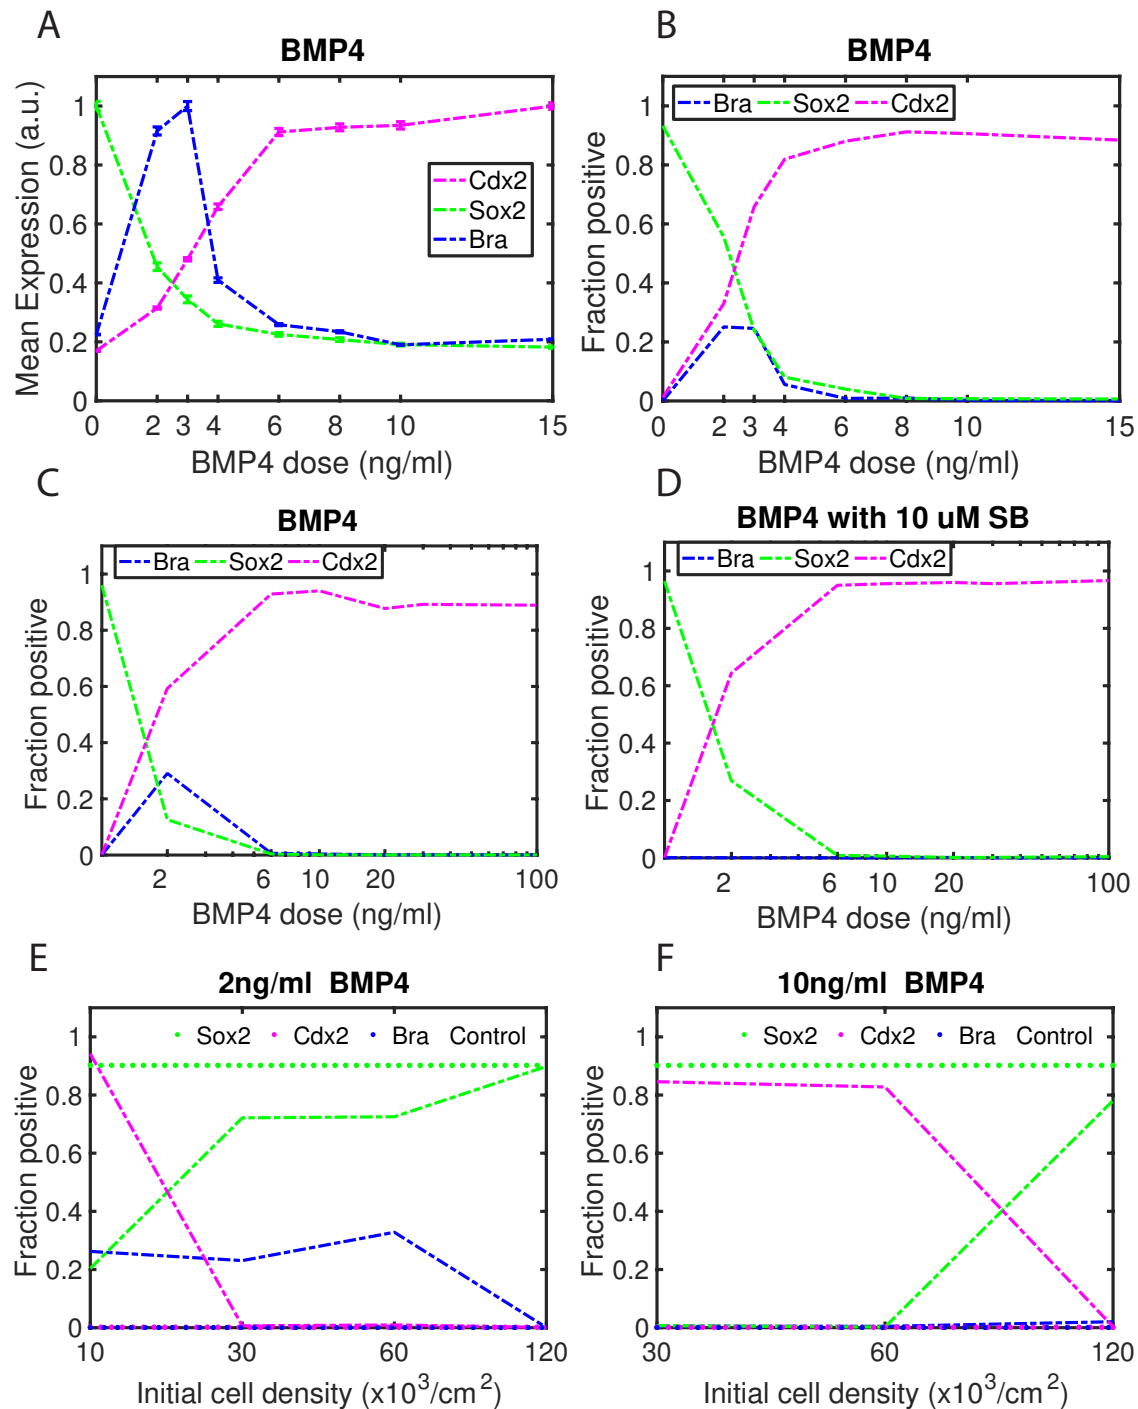 A
BMP4
Mean Expression (a.u.)
1
0.8
0.6
0.4
0.2
0
Cdx2
Sox2
Bra
0 2 3 4 6 8 10 15
BMP4 dose (ng/ml)
B
BMP4
Fraction positive
Bra Sox2 Cdx2
1
0.8
0.6
0.4
0.2
0
0 2 3 4 6 8 10 15
BMP4 dose (ng/ml)
C
BMP4
Fraction positive
Bra Sox2 Cdx2
1
0.8
0.6
0.4
0.2
0
2 6 10 20 100
BMP4 dose (ng/ml)
D
BMP4 with 10 uM SB
Fraction positive
Bra Sox2 Cdx2
1
0.8
0.6
0.4
0.2
0
2 6 10 20 100
BMP4 dose (ng/ml)
E
2ng/ml BMP4
Fraction positive
Sox2 Cdx2 Bra Control
1
0.8
0.6
0.4
0.2
0
10 30 60 120
Initial cell density (x10³/cm²)
F
10ng/ml BMP4
Fraction positive
Sox2 Cdx2 Bra Control
1
0.8
0.6
0.4
0.2
0
30 60 120
Initial cell density (x10³/cm²)